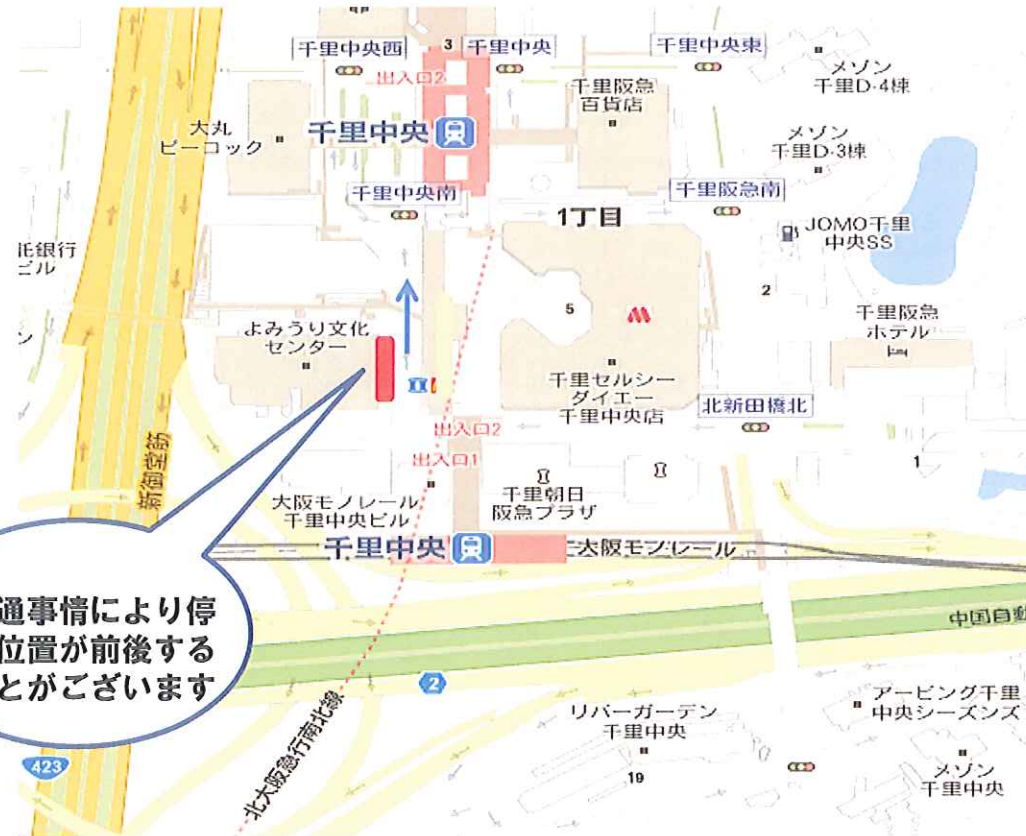 千里中央西
3
千里中央
千里中央東
出入口2
メゾン
千里D-4棟
千里阪急
百貨店
大丸
ピーコック
千里中央
メゾン
千里D-3棟
千里中央南
千里阪急南
1丁目
JOMO千里
中央SS
託銀行
ビル
2
5
千里阪急
ホテル
ン
よみうり文化
センター
千里セルシー
ダイエー
千里中央店
北新田橋北
出入口2
出入口1
1
新御堂筋
大阪モノレール
千里中央ビル
千里朝日
阪急プラザ
千里中央
大阪モノレール
通事情により停
位置が前後する
とがございます
中国自動
2
リバーガーデン
千里中央
アービング千里
中央シーズンズ
北大阪急行南北線
423
19
メゾン
千里中央